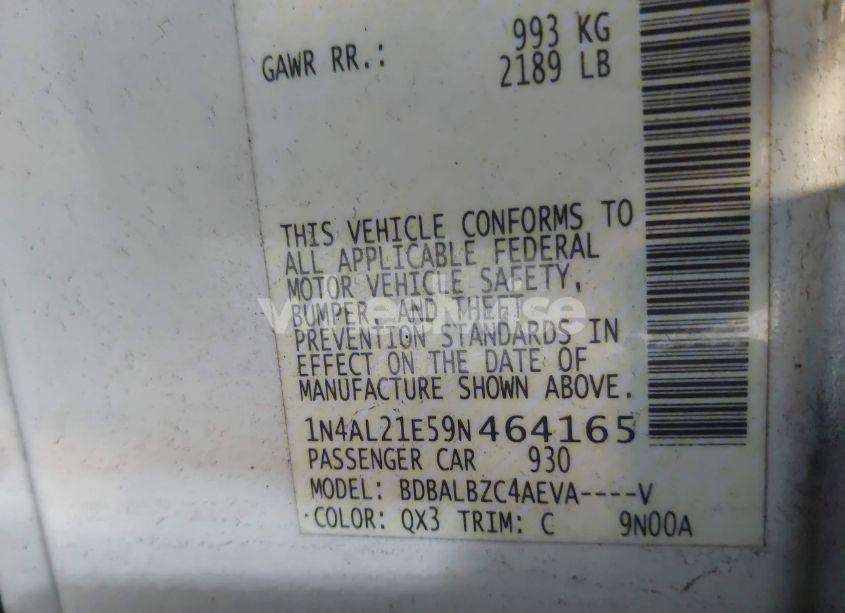 GAWR RR.: 993 KG
2189 LB
THIS VEHICLE CONFORMS TO
ALL APPLICABLE FEDERAL
MOTOR VEHICLE SAFETY,
BUMPER, AND THEFT
PREVENTION STANDARDS IN
EFFECT ON THE DATE OF
MANUFACTURE SHOWN ABOVE.
1N4AL21E59N464165
PASSENGER CAR 930
MODEL: BDBALBZC4AEVA----V
COLOR: QX3 TRIM: C 9N00A